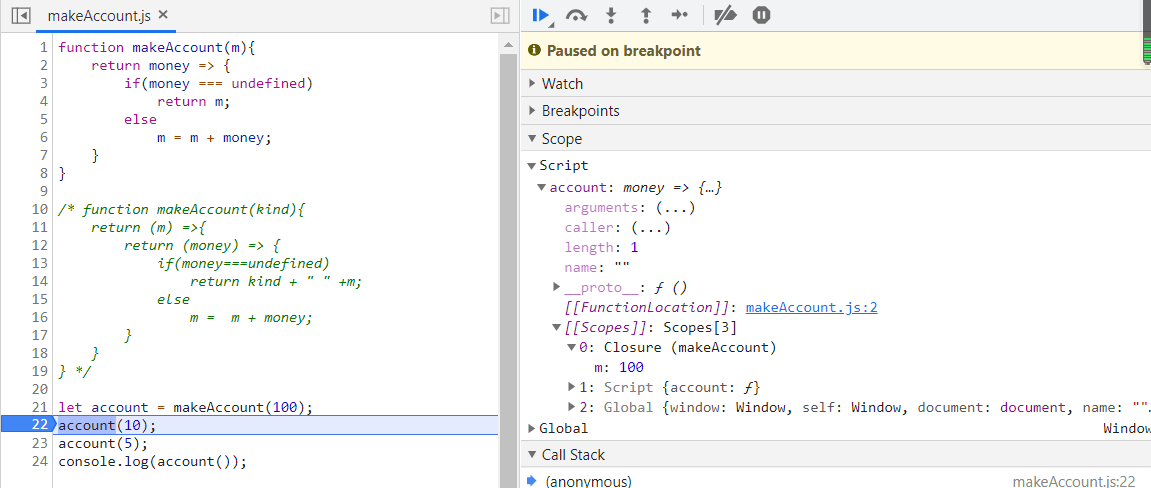 makeAccount.js ×
1 function makeAccount(m){
2     return money => {
3         if(money === undefined)
4             return m;
5         else
6             m = m + money;
7     }
8 }
9
10 /* function makeAccount(kind){
11     return (m) =>{
12         return (money) => {
13             if(money===undefined)
14                 return kind + " " +m;
15             else
16                 m =  m + money;
17         }
18     }
19 } */
20
21 let account = makeAccount(100);
22 account(10);
23 account(5);
24 console.log(account());
Paused on breakpoint
Watch
Breakpoints
Scope
Script
account: money => {…}
arguments: (...)
caller: (...)
length: 1
name: ""
__proto__: ƒ ()
[[FunctionLocation]]: makeAccount.js:2
[[Scopes]]: Scopes[3]
0: Closure (makeAccount)
m: 100
1: Script {account: ƒ}
2: Global {window: Window, self: Window, document: document, name: "".
Global Window
Call Stack
(anonymous) makeAccount.js:22